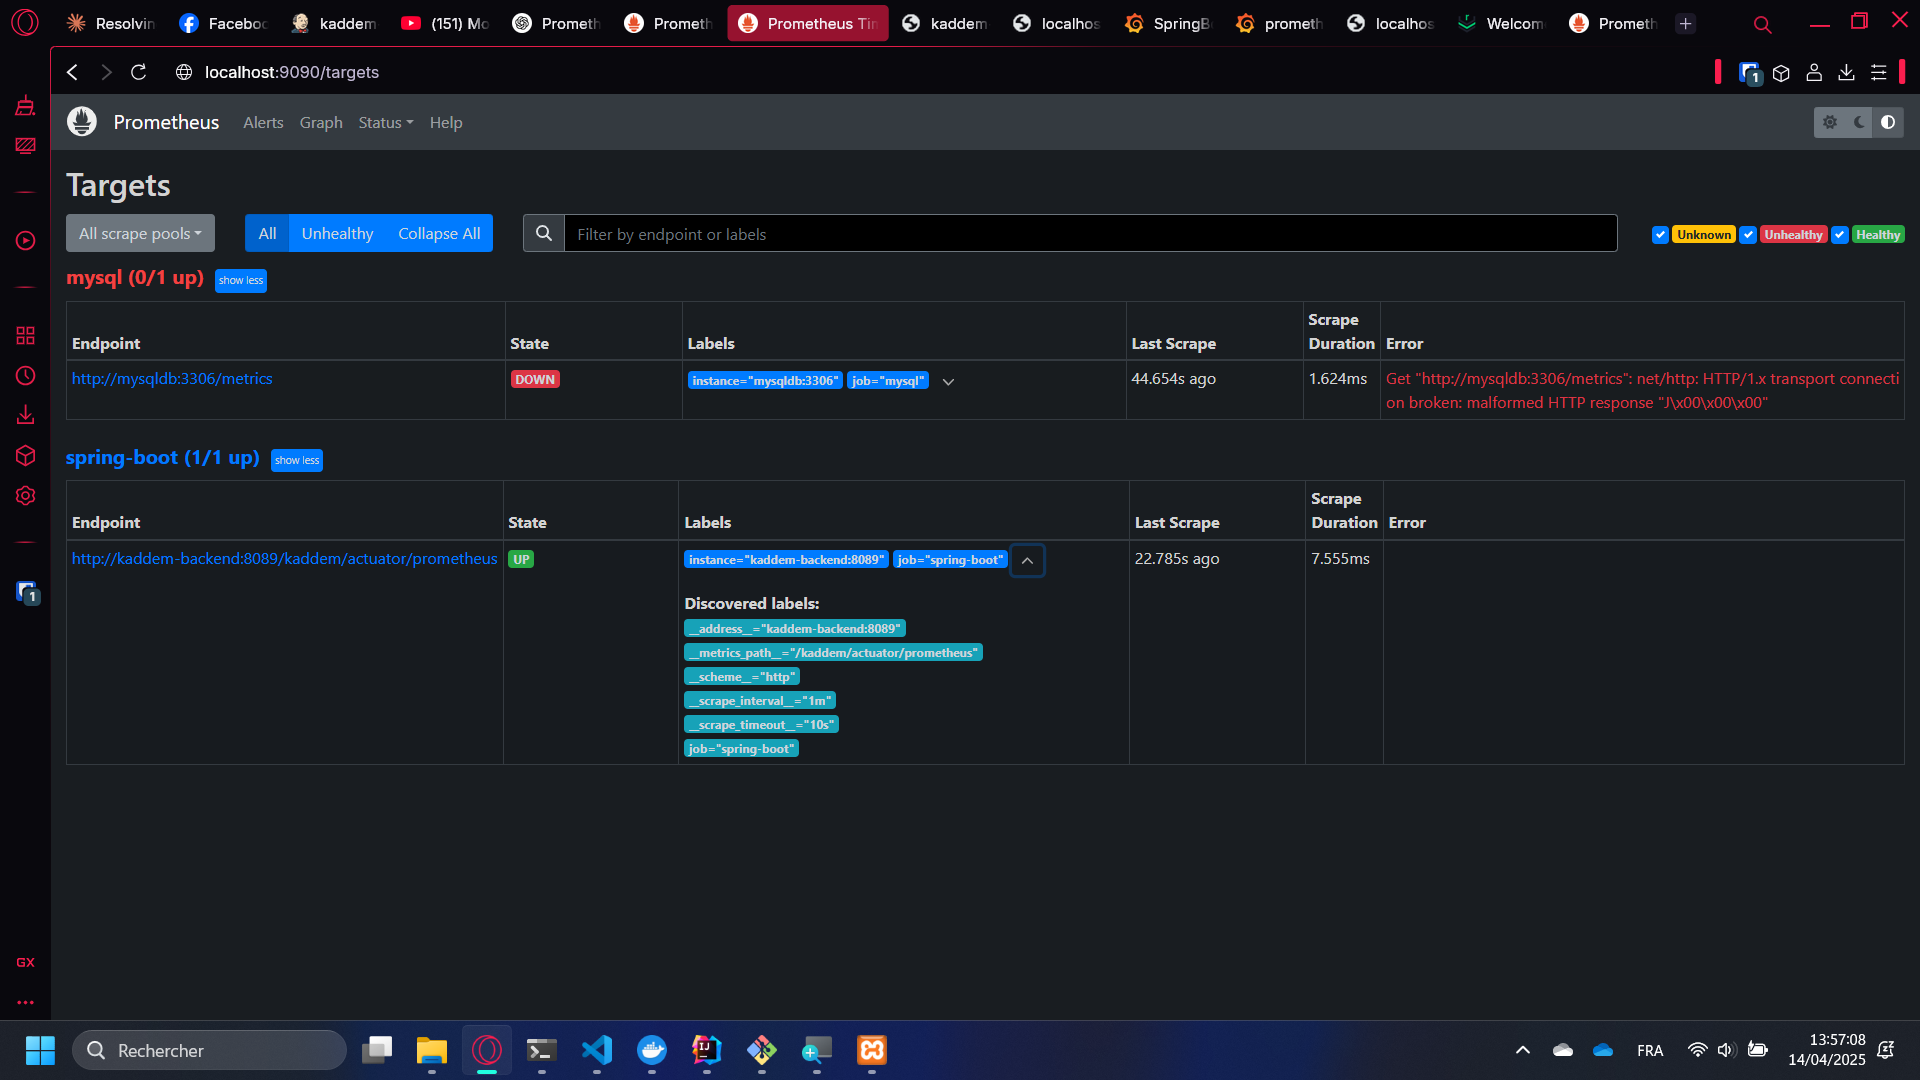 Resolvin
Faceboo
kaddem
(151) Mo
Prometh
Prometh
Prometheus Tim
kaddem
localhos
SpringB
prometh
localhos
Welcom
Prometh
localhost:9090/targets
1
Prometheus
Alerts
Graph
Status
Help
Targets
All scrape pools
All
Unhealthy
Collapse All
Filter by endpoint or labels
Unknown
Unhealthy
Healthy
mysql (0/1 up)
show less
Endpoint
State
Labels
Last Scrape
Scrape
Duration
Error
http://mysqldb:3306/metrics
DOWN
instance="mysqldb:3306"
job="mysql"
44.654s ago
1.624ms
Get "http://mysqldb:3306/metrics": net/http: HTTP/1.x transport connecti
on broken: malformed HTTP response "J\x00\x00\x00"
spring-boot (1/1 up)
show less
Endpoint
State
Labels
Last Scrape
Scrape
Duration
Error
http://kaddem-backend:8089/kaddem/actuator/prometheus
UP
instance="kaddem-backend:8089"
job="spring-boot"
22.785s ago
7.555ms
Discovered labels:
__address__="kaddem-backend:8089"
__metrics_path__="/kaddem/actuator/prometheus"
__scheme__="http"
__scrape_interval__="1m"
__scrape_timeout__="10s"
job="spring-boot"
1
GX
Rechercher
FRA
13:57:08
14/04/2025